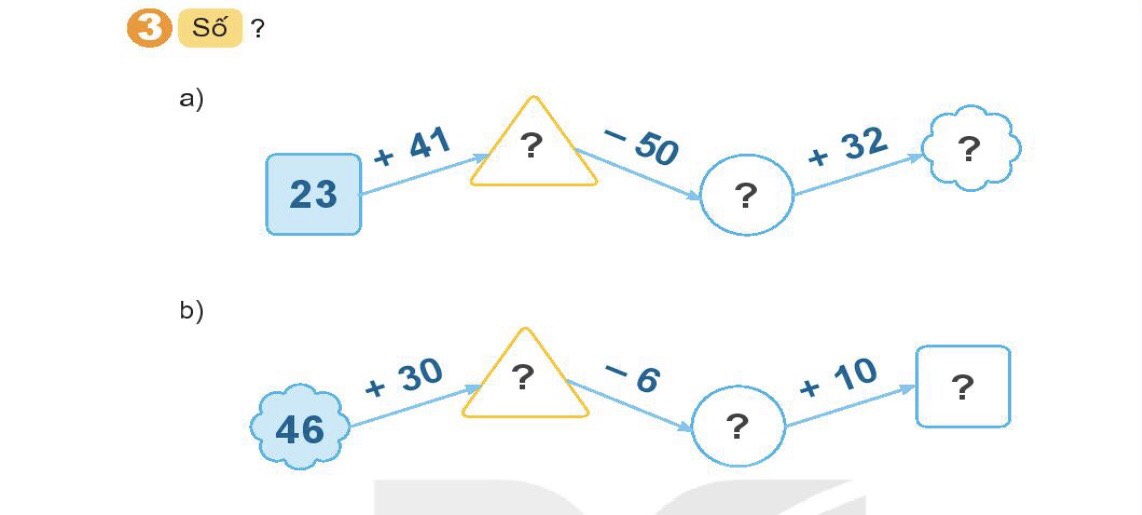 3 Số ?
a)
23 + 41 ? − 50 ? + 32 ?
b)
46 + 30 ? − 6 ? + 10 ?